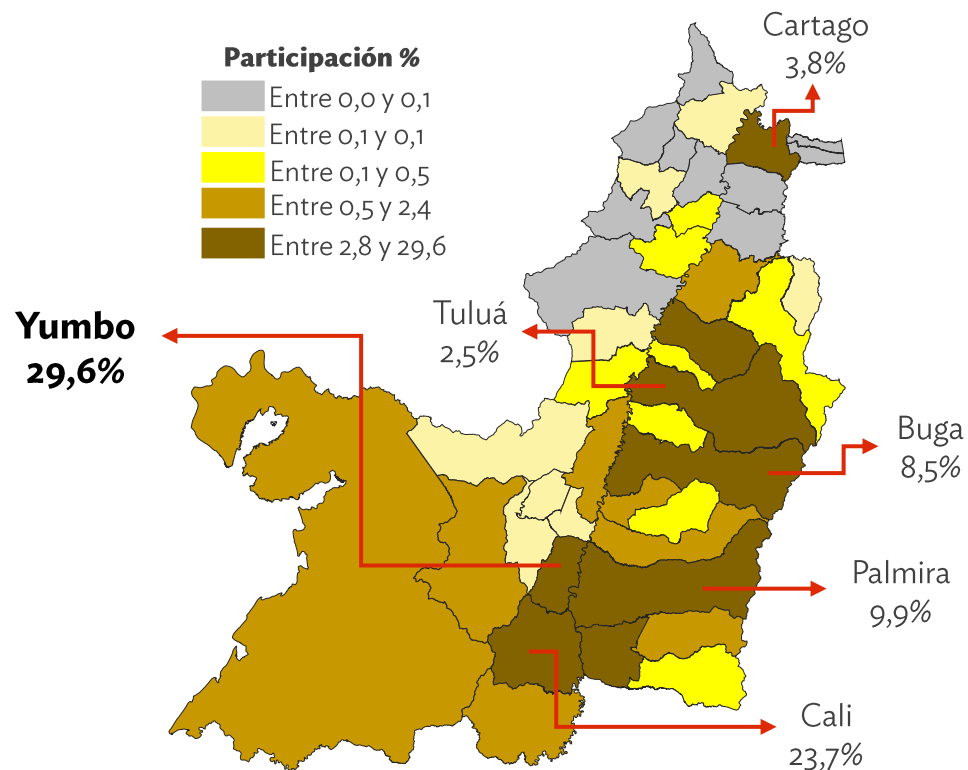 Cartago
3,8%
Participación %
Entre 0,0 y 0,1
Entre 0,1 y 0,1
Entre 0,1 y 0,5
Entre 0,5 y 2,4
Entre 2,8 y 29,6
Yumbo
29,6%
Tuluá
2,5%
Buga
8,5%
Palmira
9,9%
Cali
23,7%